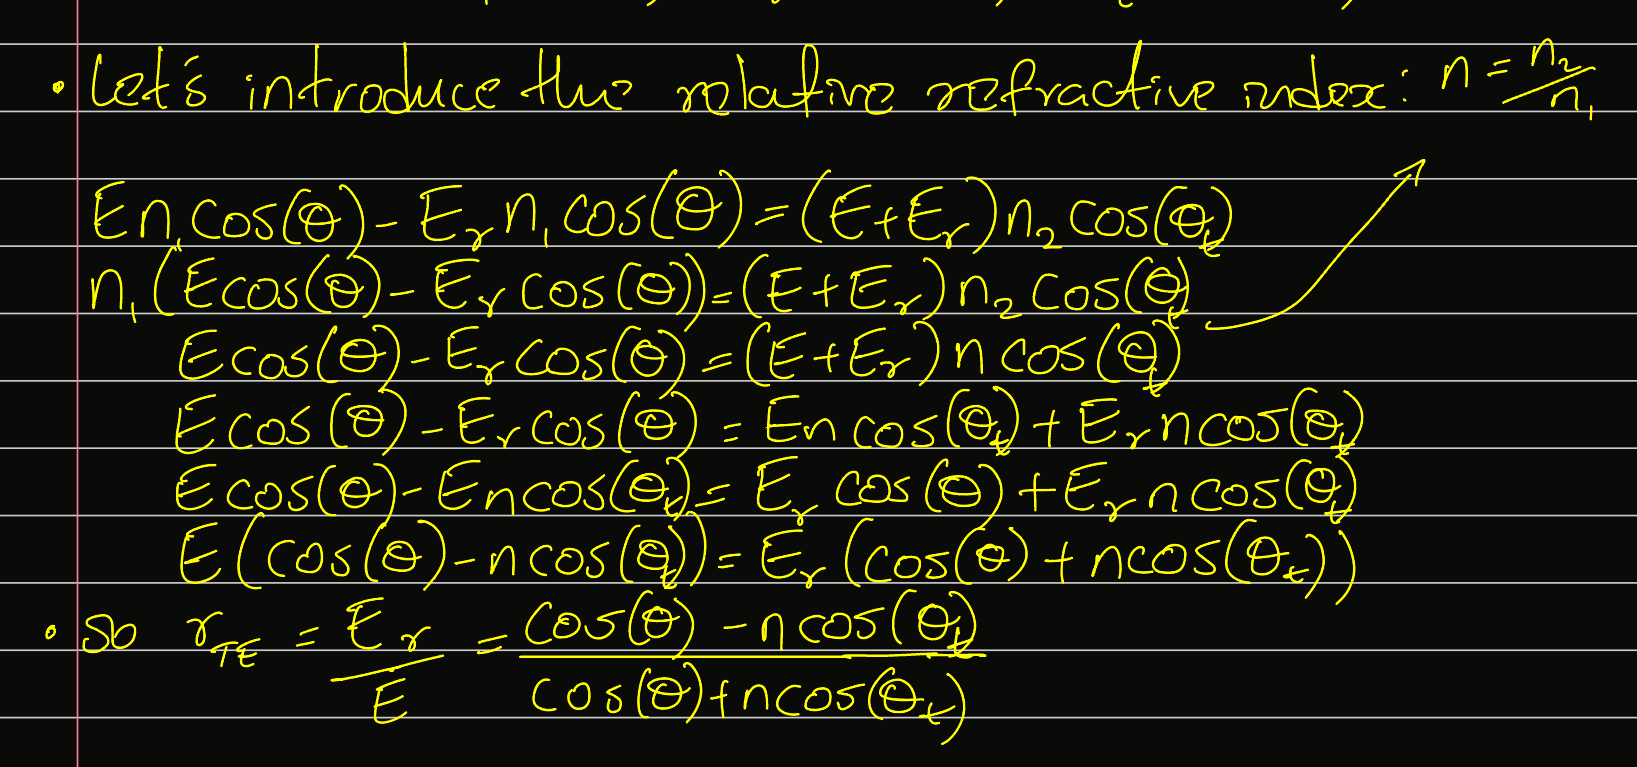 • Let's introduce the relative refractive index: n = n₂/n₁
En₁cos(θ) - Eᵣn₁cos(θ) = (E+Eᵣ)n₂cos(θₜ)
n₁(Ecos(θ) - Eᵣcos(θ)) = (E+Eᵣ)n₂cos(θₜ)
Ecos(θ) - Eᵣcos(θ) = (E+Eᵣ)ncos(θₜ)
Ecos(θ) - Eᵣcos(θ) = Encos(θₜ) + Eᵣncos(θₜ)
Ecos(θ) - Encos(θₜ) = Eᵣcos(θ) + Eᵣncos(θₜ)
E(cos(θ) - ncos(θₜ)) = Eᵣ(cos(θ) + ncos(θₜ))
• so r_TE = Eᵣ/E = (cos(θ) - ncos(θₜ))/(cos(θ) + ncos(θₜ))